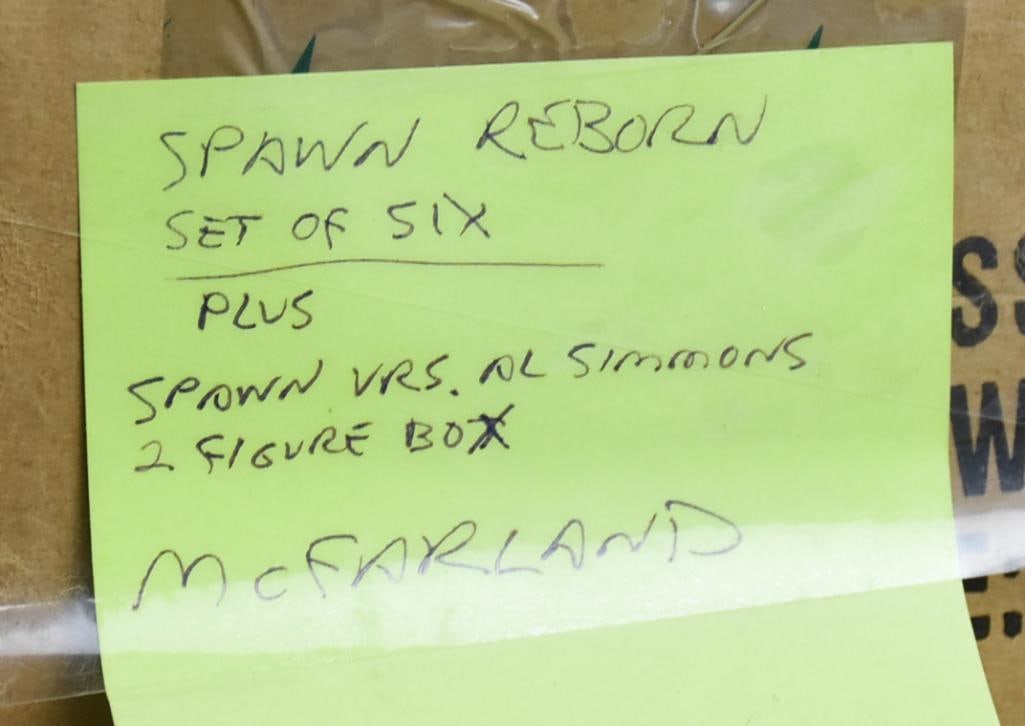 SPAWN REBORN
SET OF SIX
PLUS
SPAWN VRS. AL SIMMONS
2 FIGURE BOX
McFARLAND